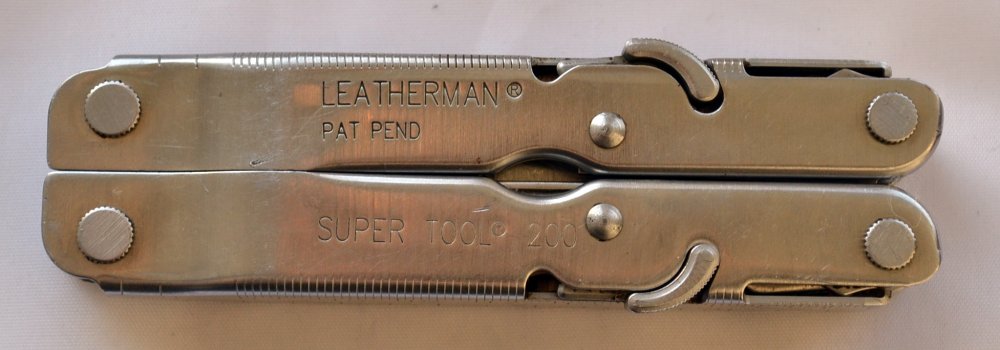 LEATHERMAN®
PAT PEND
SUPER TOOL® 200